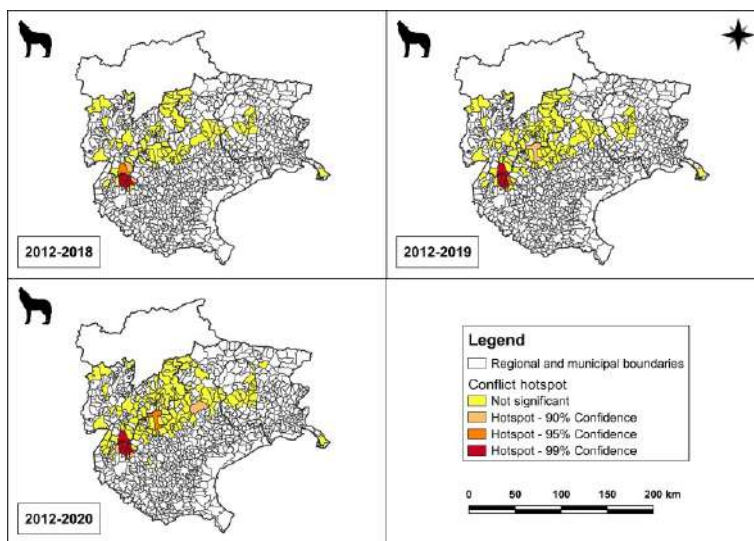 2012-2018
2012-2019
2012-2020
Legend
Regional and municipal boundaries
Conflict hotspot
Not significant
Hotspot - 90% Confidence
Hotspot - 95% Confidence
Hotspot - 99% Confidence
0 50 100 150 200 km